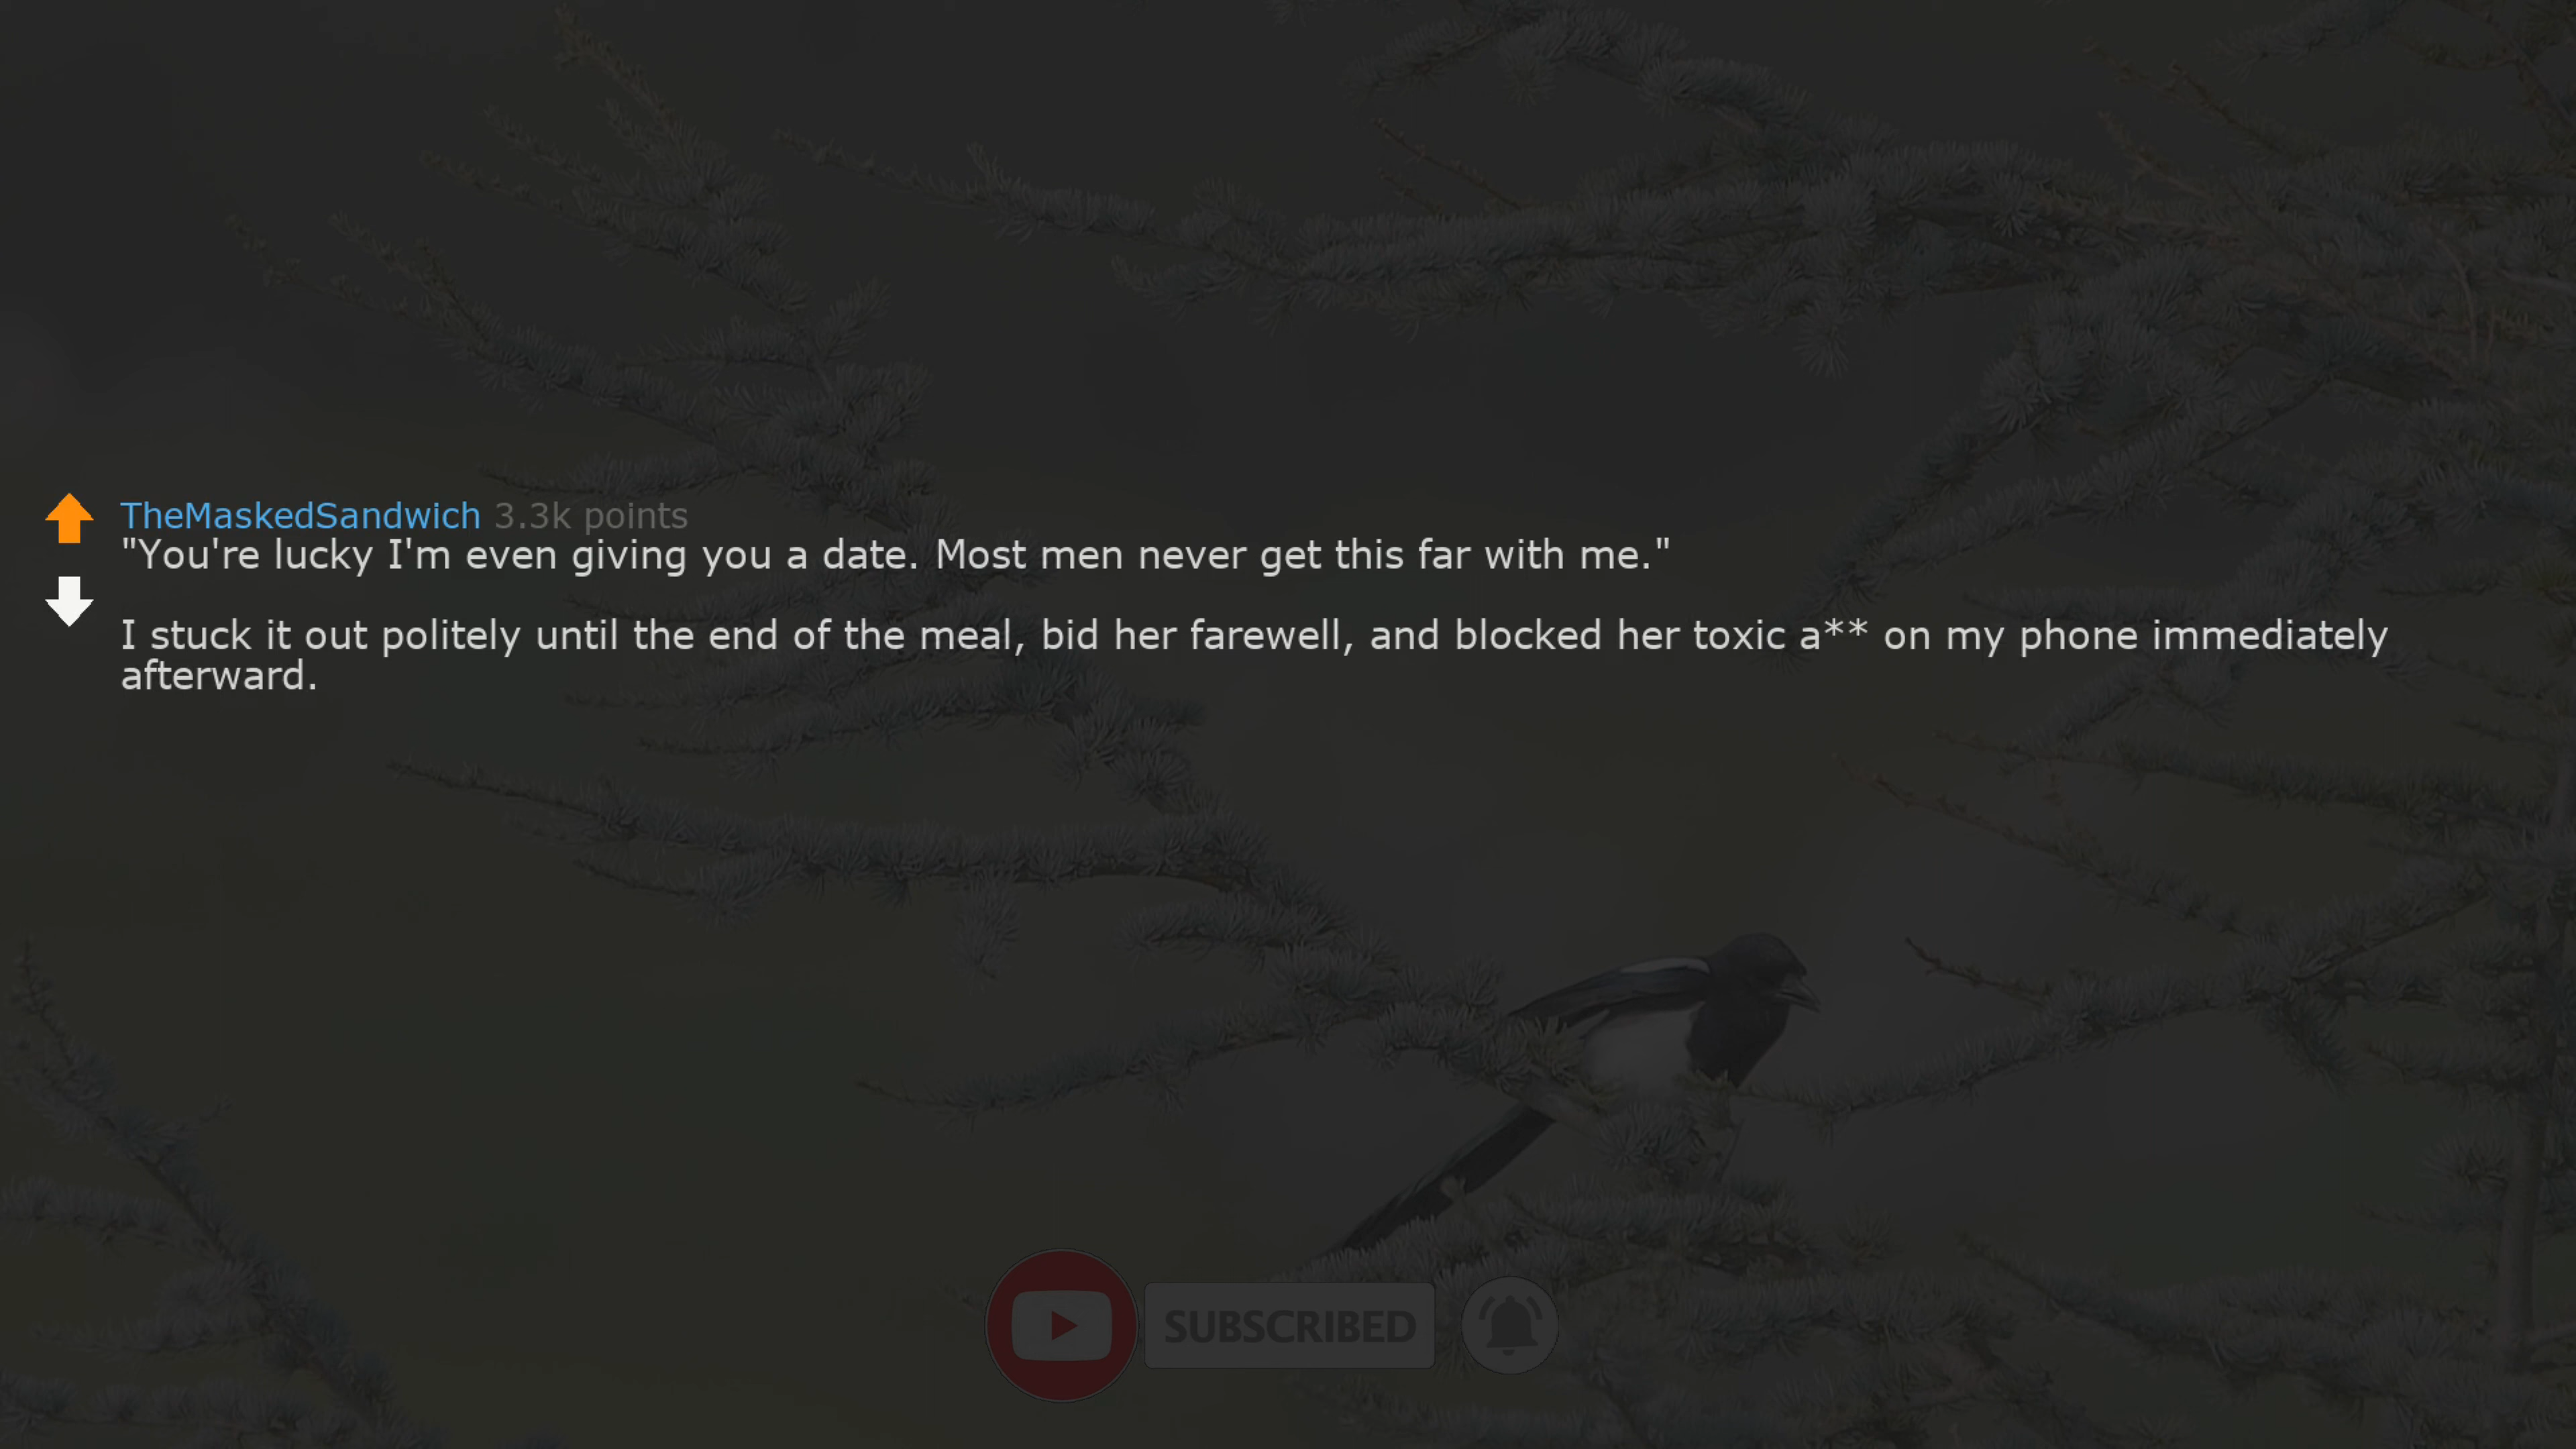 TheMaskedSandwich 3.3k points
"You're lucky I'm even giving you a date. Most men never get this far with me."
I stuck it out politely until the end of the meal, bid her farewell, and blocked her toxic a** on my phone immediately
afterward.
SUBSCRIBED